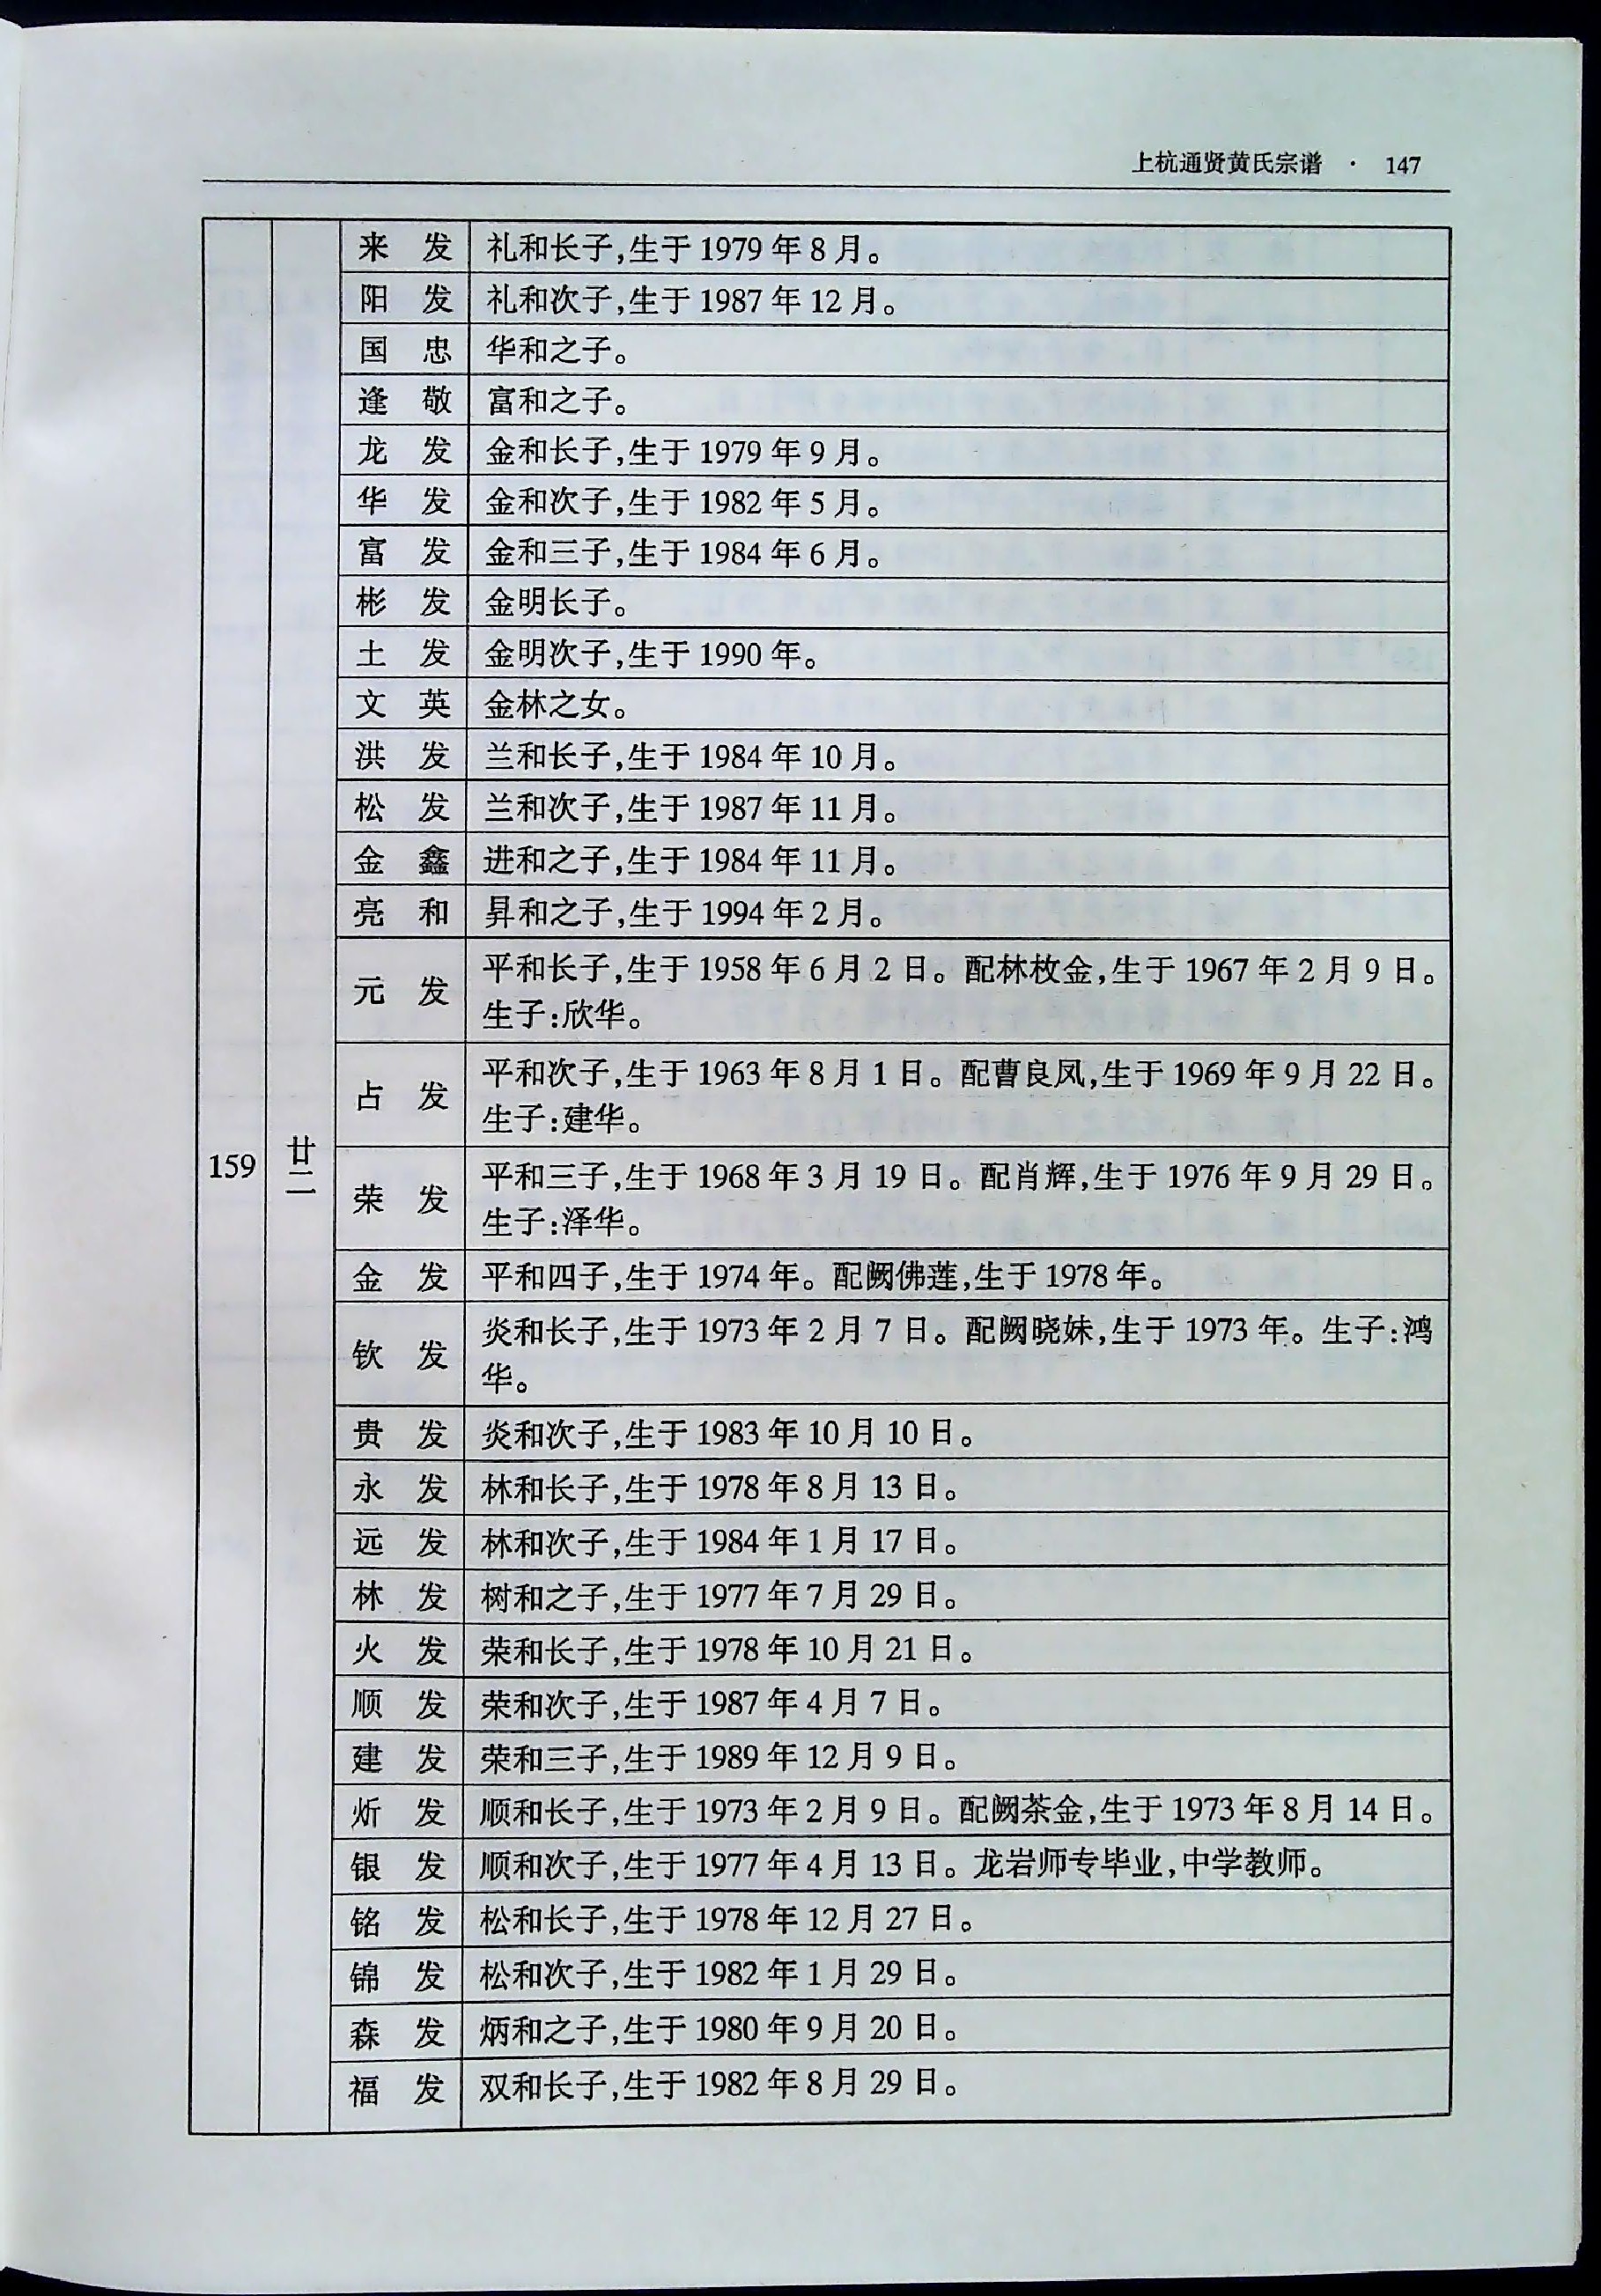 上杭通贤黄氏宗谱 · 147
来 发 礼和长子,生于 1979 年 8 月。
阳 发 礼和次子,生于 1987 年 12 月。
国 忠 华和之子。
逢 敬 富和之子。
龙 发 金和长子,生于 1979 年 9 月。
华 发 金和次子,生于 1982 年 5 月。
富 发 金和三子,生于 1984 年 6 月。
彬 发 金明长子。
土 发 金明次子,生于 1990 年。
文 英 金林之女。
洪 发 兰和长子,生于 1984 年 10 月。
松 发 兰和次子,生于 1987 年 11 月。
金 鑫 进和之子,生于 1984 年 11 月。
亮 和 昇和之子,生于 1994 年 2 月。
元 发 平和长子,生于 1958 年 6 月 2 日。配林枚金,生于 1967 年 2 月 9 日。
生子:欣华。
占 发 平和次子,生于 1963 年 8 月 1 日。配曹良凤,生于 1969 年 9 月 22 日。
生子:建华。
159 廿二
荣 发 平和三子,生于 1968 年 3 月 19 日。配肖辉,生于 1976 年 9 月 29 日。
生子:泽华。
金 发 平和四子,生于 1974 年。配阙佛莲,生于 1978 年。
钦 发 炎和长子,生于 1973 年 2 月 7 日。配阙晓妹,生于 1973 年。生子:鸿
华。
贵 发 炎和次子,生于 1983 年 10 月 10 日。
永 发 林和长子,生于 1978 年 8 月 13 日。
远 发 林和次子,生于 1984 年 1 月 17 日。
林 发 树和之子,生于 1977 年 7 月 29 日。
火 发 荣和长子,生于 1978 年 10 月 21 日。
顺 发 荣和次子,生于 1987 年 4 月 7 日。
建 发 荣和三子,生于 1989 年 12 月 9 日。
炘 发 顺和长子,生于 1973 年 2 月 9 日。配阙茶金,生于 1973 年 8 月 14 日。
银 发 顺和次子,生于 1977 年 4 月 13 日。龙岩师专毕业,中学教师。
铭 发 松和长子,生于 1978 年 12 月 27 日。
锦 发 松和次子,生于 1982 年 1 月 29 日。
森 发 炳和之子,生于 1980 年 9 月 20 日。
福 发 双和长子,生于 1982 年 8 月 29 日。